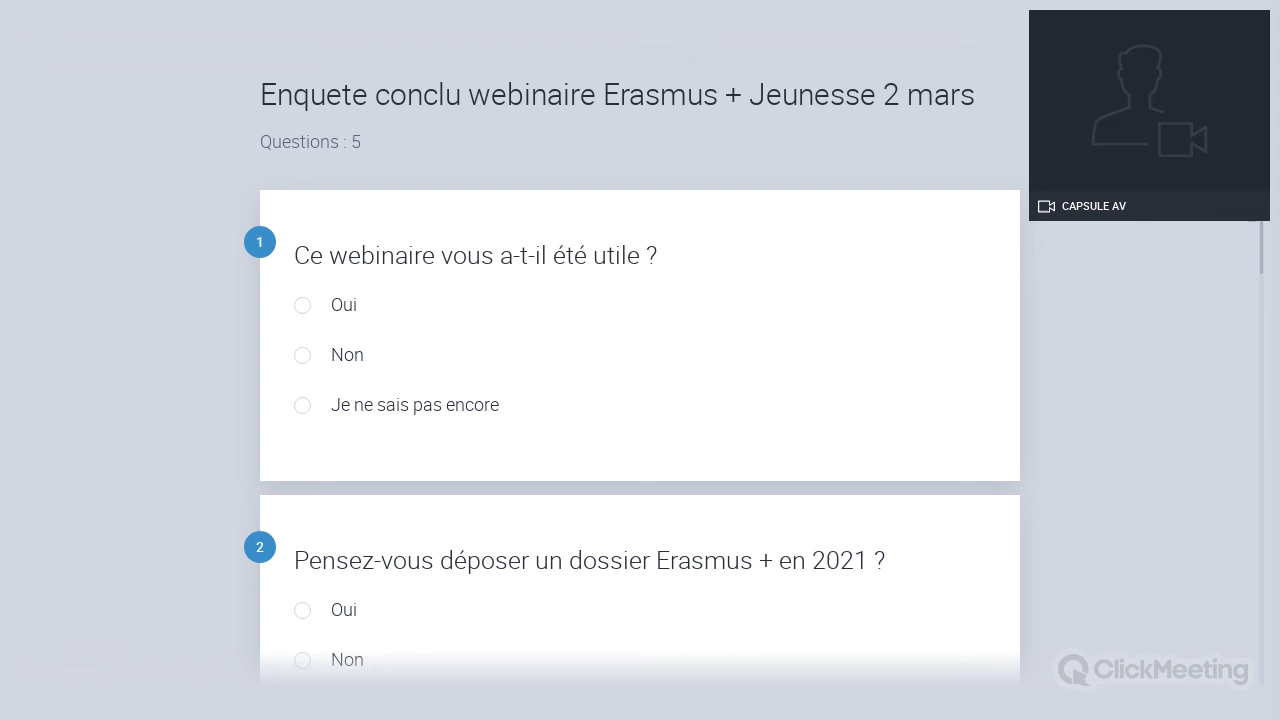 Enquete conclu webinaire Erasmus + Jeunesse 2 mars
Questions : 5
CAPSULE AV
1
Ce webinaire vous a-t-il été utile ?
Oui
Non
Je ne sais pas encore
2
Pensez-vous déposer un dossier Erasmus + en 2021 ?
Oui
Non
ClickMeeting